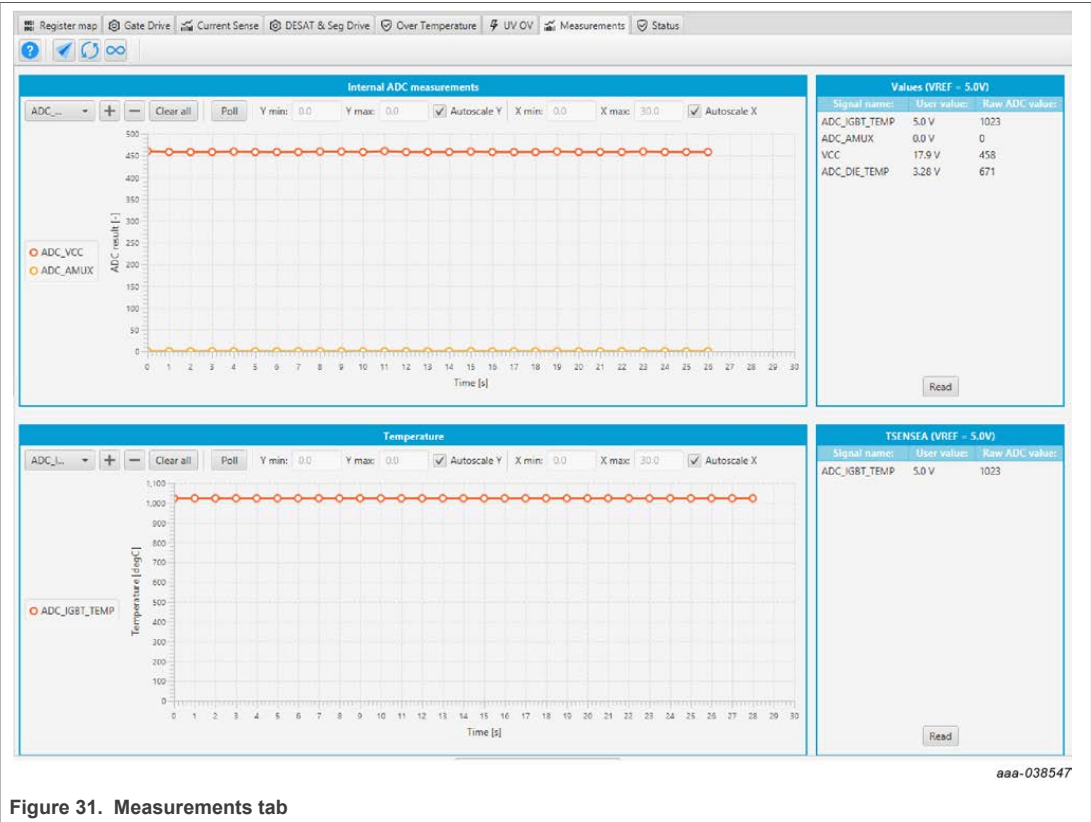 Register map Gate Drive Current Sense DESAT & Seg Drive Over Temperature UV OV Measurements Status
Internal ADC measurements
ADC_... + − Clear all Poll Y min: 0.0 Y max: 0.0 Autoscale Y X min: 0.0 X max: 30.0 Autoscale X
500
450
400
350
300
250
200
150
100
50
0
ADC result [-]
ADC_VCC
ADC_AMUX
0 1 2 3 4 5 6 7 8 9 10 11 12 13 14 15 16 17 18 19 20 21 22 23 24 25 26 27 28 29 30
Time [s]
Values (VREF = 5.0V)
Signal name: User value: Raw ADC value:
ADC_IGBT_TEMP 5.0 V 1023
ADC_AMUX 0.0 V 0
VCC 17.9 V 458
ADC_DIE_TEMP 3.28 V 671
Read
Temperature
ADC_I... + − Clear all Poll Y min: 0.0 Y max: 0.0 Autoscale Y X min: 0.0 X max: 30.0 Autoscale X
1,100
1,000
900
800
700
600
500
400
300
200
100
0
Temperature [degC]
ADC_IGBT_TEMP
0 1 2 3 4 5 6 7 8 9 10 11 12 13 14 15 16 17 18 19 20 21 22 23 24 25 26 27 28 29 30
Time [s]
TSENSEA (VREF = 5.0V)
Signal name: User value: Raw ADC value:
ADC_IGBT_TEMP 5.0 V 1023
Read
aaa-038547
Figure 31. Measurements tab